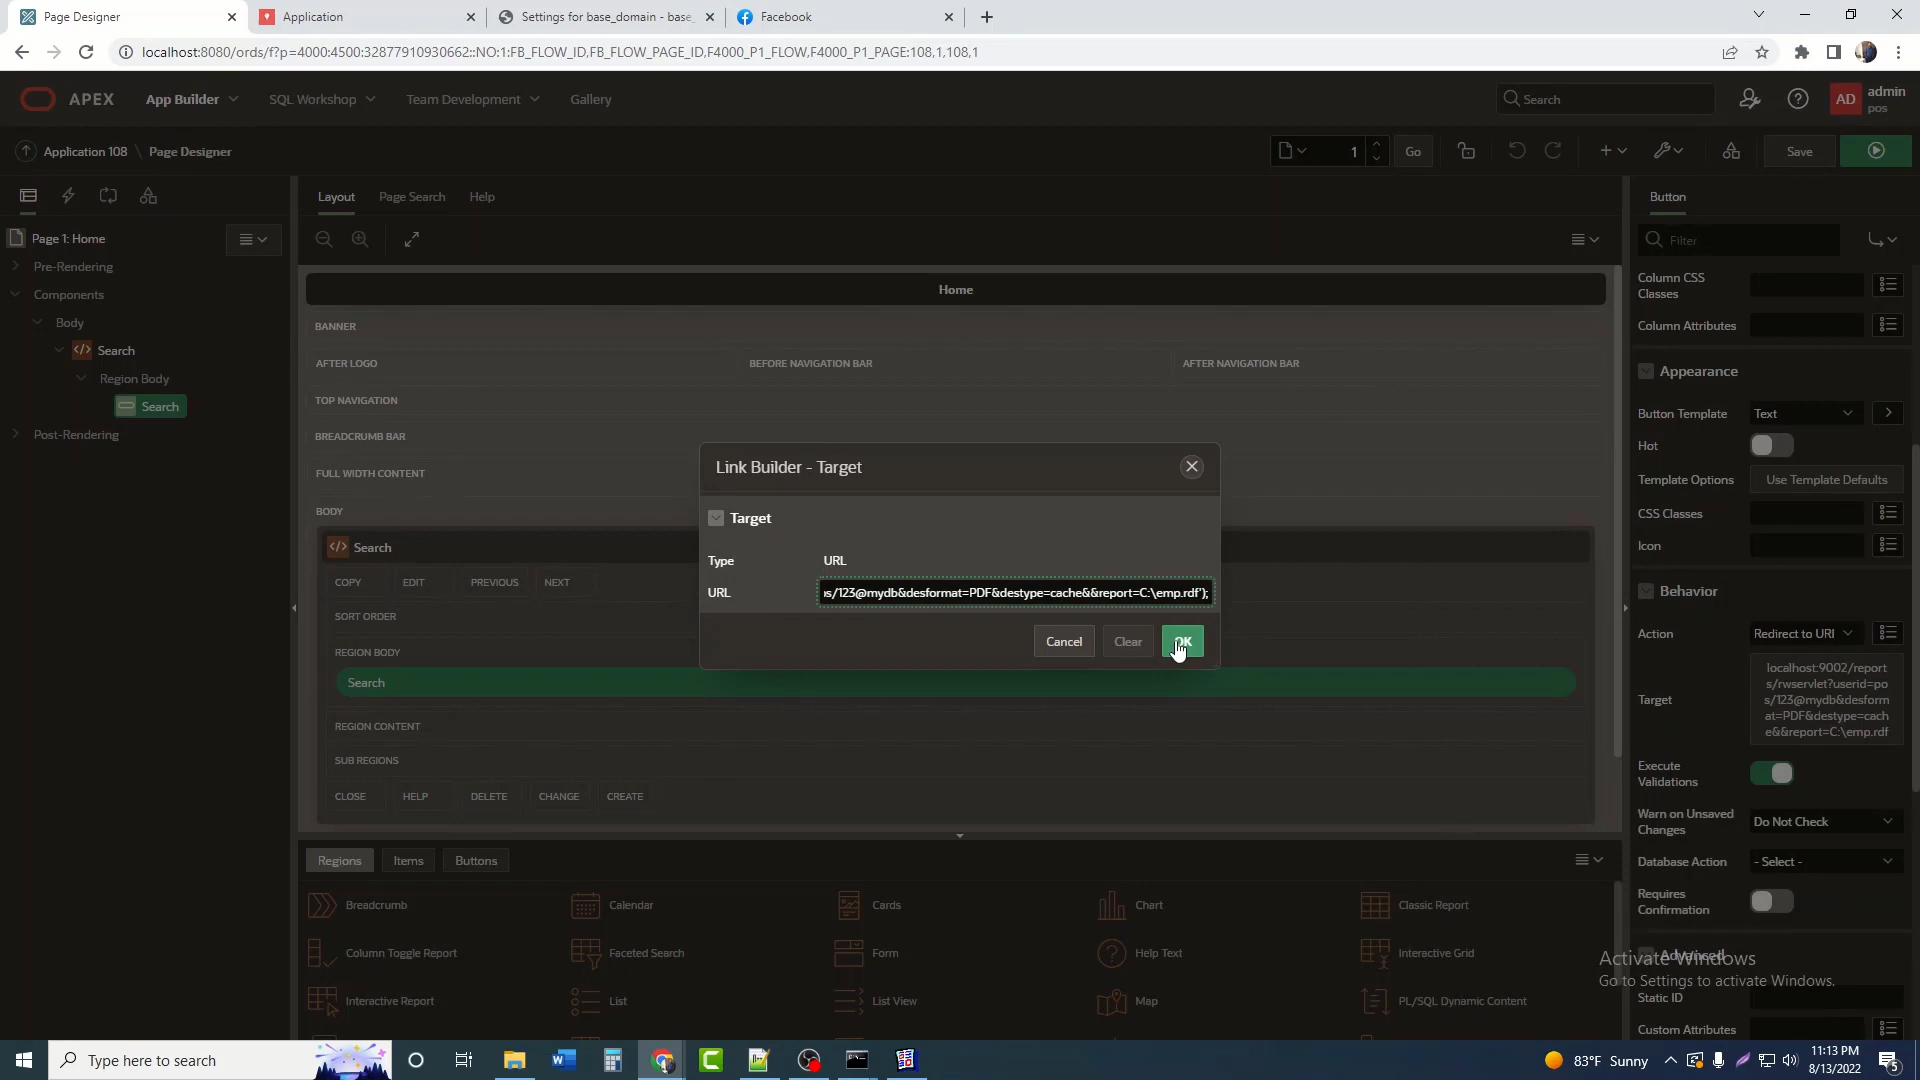 Page Designer
Application
Settings for base_domain - base_
Facebook
localhost:8080/ords/f?p=4000:4500:32877910930662::NO:1:FB_FLOW_ID,FB_FLOW_PAGE_ID,F4000_P1_FLOW,F4000_P1_PAGE:108,1,108,1
APEX
App Builder
SQL Workshop
Team Development
Gallery
Search
AD
admin
pos
Application 108 \ Page Designer
1
Go
Save
Layout
Page Search
Help
Button
Page 1: Home
Pre-Rendering
Components
Body
Search
Region Body
Search
Post-Rendering
Home
BANNER
AFTER LOGO
BEFORE NAVIGATION BAR
AFTER NAVIGATION BAR
TOP NAVIGATION
BREADCRUMB BAR
FULL WIDTH CONTENT
BODY
Search
COPY
EDIT
PREVIOUS
NEXT
SORT ORDER
REGION BODY
Search
REGION CONTENT
SUB REGIONS
CLOSE
HELP
DELETE
CHANGE
CREATE
Link Builder - Target
Target
Type
URL
URL
s/123@mydb&desformat=PDF&destype=cache&&report=C:\emp.rdf');
Cancel
Clear
OK
Regions
Items
Buttons
Breadcrumb
Calendar
Cards
Chart
Classic Report
Column Toggle Report
Faceted Search
Form
Help Text
Interactive Grid
Interactive Report
List
List View
Map
PL/SQL Dynamic Content
Filter
Column CSS
Classes
Column Attributes
Appearance
Button Template
Text
Hot
Template Options
Use Template Defaults
CSS Classes
Icon
Behavior
Action
Redirect to URI
Target
localhost:9002/report
s/rwservlet?userid=po
s/123@mydb&desform
at=PDF&destype=cach
e&&report=C:\emp.rdf
Execute
Validations
Warn on Unsaved
Changes
Do Not Check
Database Action
- Select -
Requires
Confirmation
Advanced
Activate Windows
Go to Settings to activate Windows.
Static ID
Custom Attributes
Type here to search
83°F Sunny
11:13 PM
8/13/2022
5